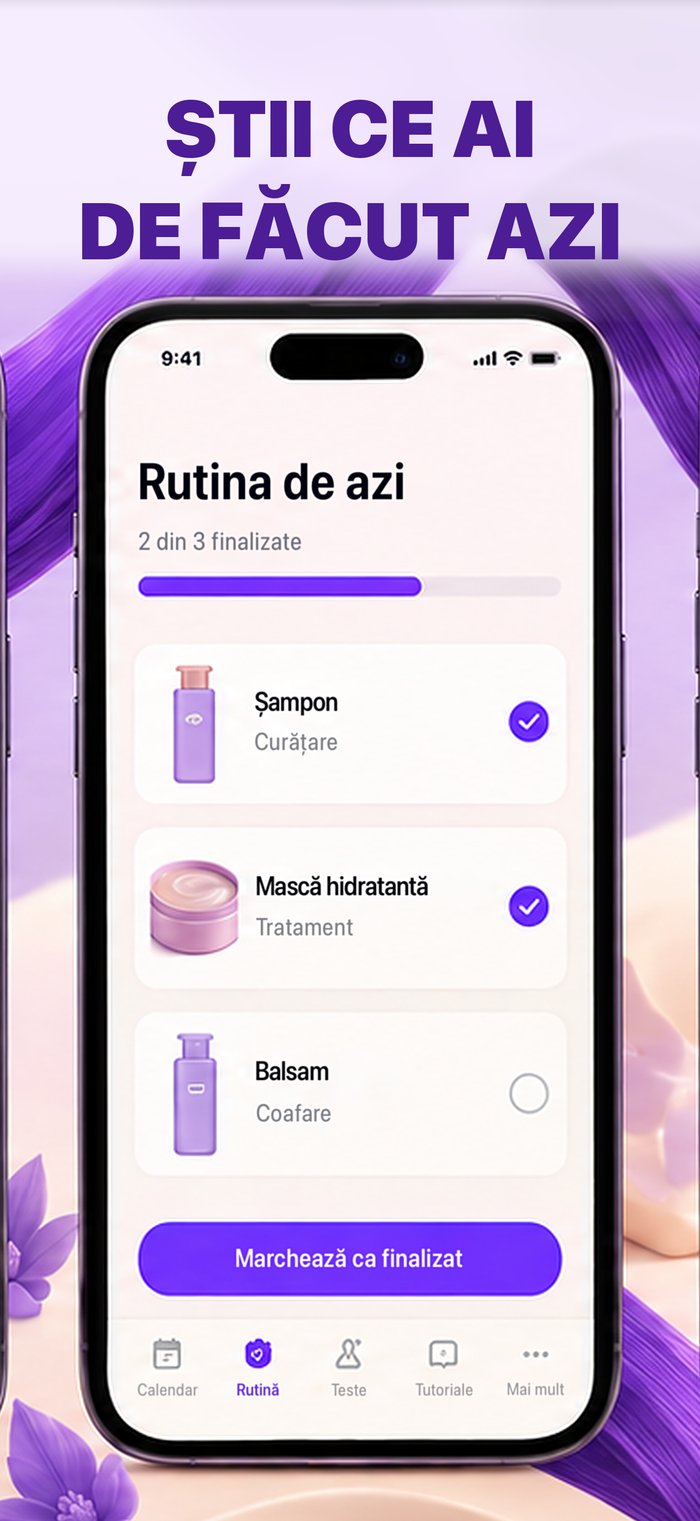 ȘTII CE AI
DE FĂCUT AZI
9:41
Rutina de azi
2 din 3 finalizate
Șampon
Curățare
Mască hidratantă
Tratament
Balsam
Coafare
Marchează ca finalizat
Calendar
Rutină
Teste
Tutoriale
Mai mult